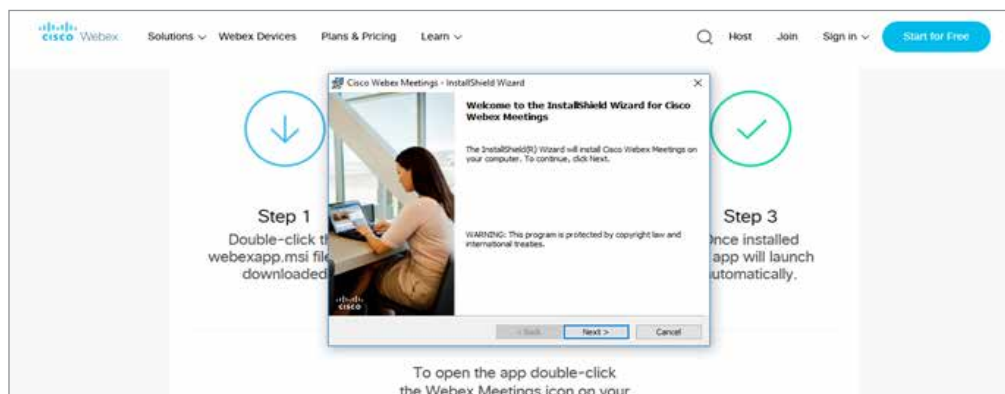 CISCO Webex Solutions Webex Devices Plans & Pricing Learn Host Join Sign in Start for Free
Cisco Webex Meetings - InstallShield Wizard
Welcome to the InstallShield Wizard for Cisco
Webex Meetings
The InstallShield(R) Wizard will install Cisco Webex Meetings on
your computer. To continue, click Next.
WARNING: This program is protected by copyright law and
international treaties.
CISCO
< Back Next > Cancel
Step 1
Double-click
webexapp.msi
downloaded
Step 3
installed
app will launch
automatically.
To open the app double-click
the Webex Meetings icon on your